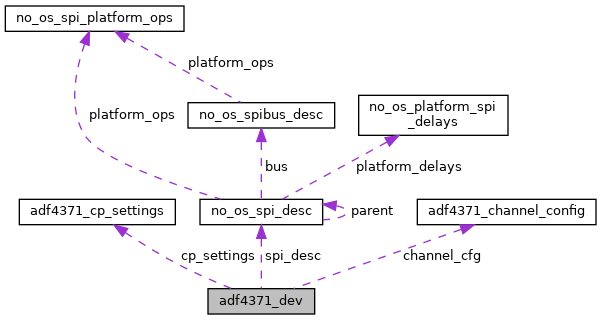 no_os_spi_platform_ops
platform_ops
no_os_platform_spi
_delays
platform_ops
no_os_spibus_desc
bus
platform_delays
adf4371_cp_settings
no_os_spi_desc
parent
adf4371_channel_config
cp_settings
spi_desc
channel_cfg
adf4371_dev